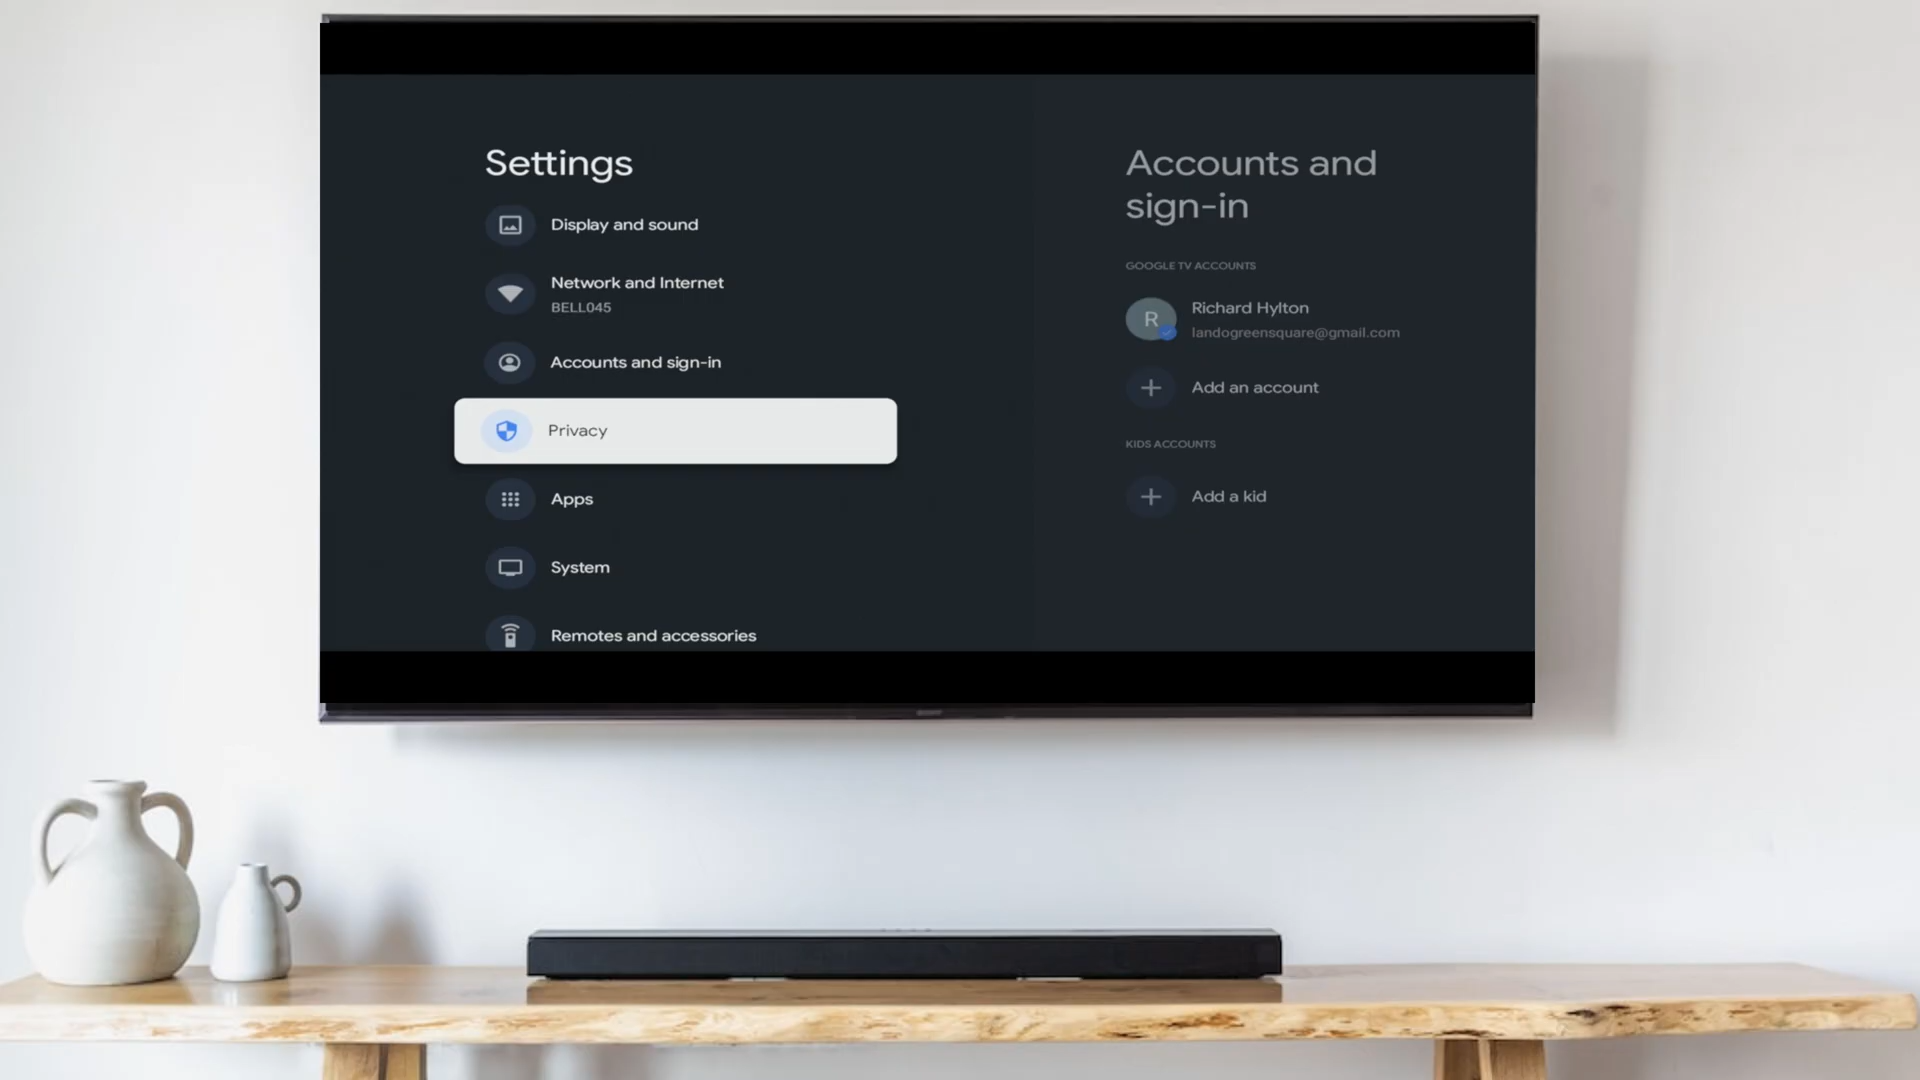 Settings
Display and sound
Network and Internet
BELL045
Accounts and sign-in
Privacy
Apps
System
Remotes and accessories
Accounts and
sign-in
GOOGLE TV ACCOUNTS
R
Richard Hylton
landogreensquare@gmail.com
Add an account
KIDS ACCOUNTS
Add a kid